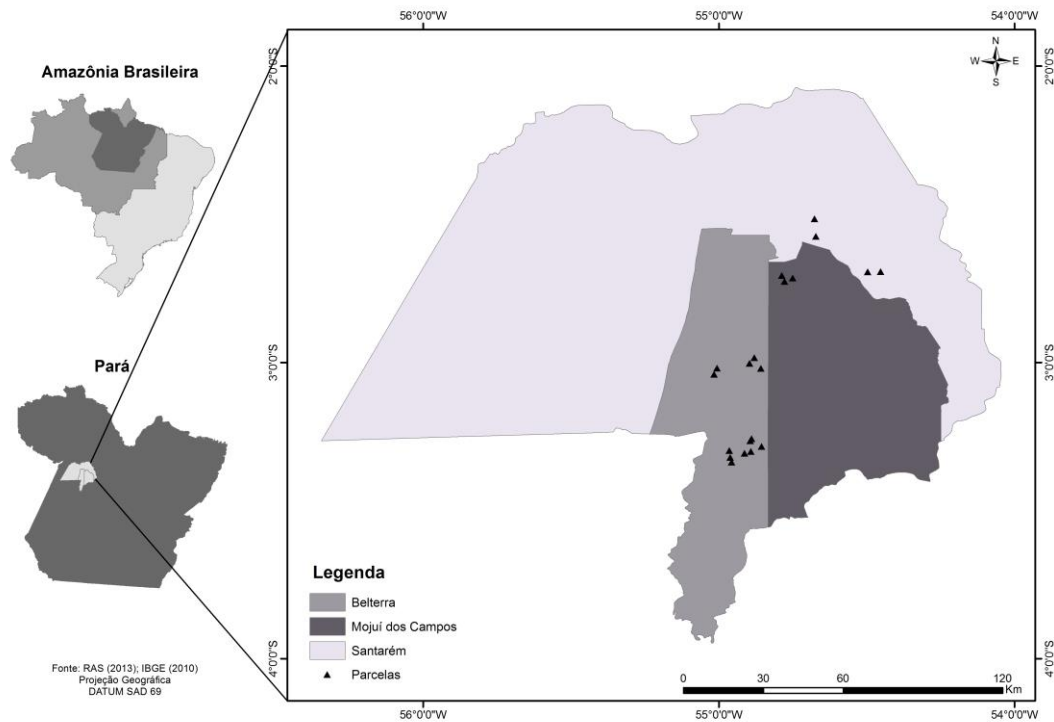 Amazônia Brasileira
Pará
Fonte: RAS (2013); IBGE (2010)
Projeção Geográfica
DATUM SAD 69
56°0'0"W
55°0'0"W
54°0'0"W
2°0'0"S
3°0'0"S
4°0'0"S
N
W E
S
2°0'0"S
3°0'0"S
4°0'0"S
Legenda
Belterra
Mojuí dos Campos
Santarém
Parcelas
0 30 60 120
Km
56°0'0"W
55°0'0"W
54°0'0"W